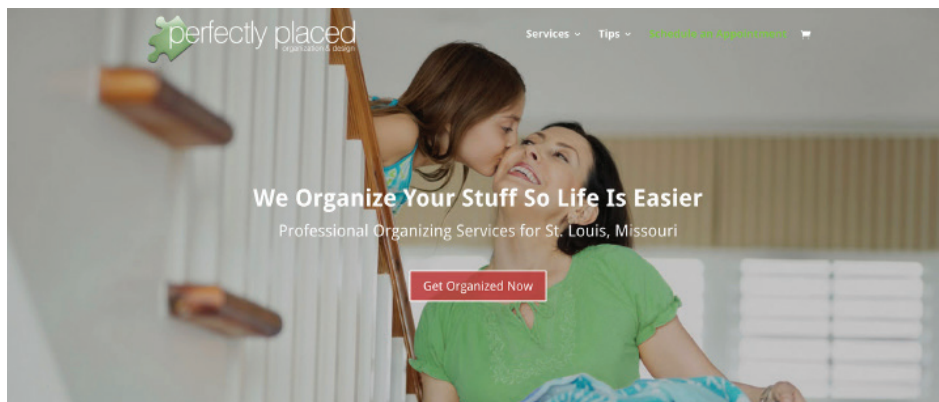 perfectly placed
organization & design
Services
Tips
Schedule an Appointment
We Organize Your Stuff So Life Is Easier
Professional Organizing Services for St. Louis, Missouri
Get Organized Now